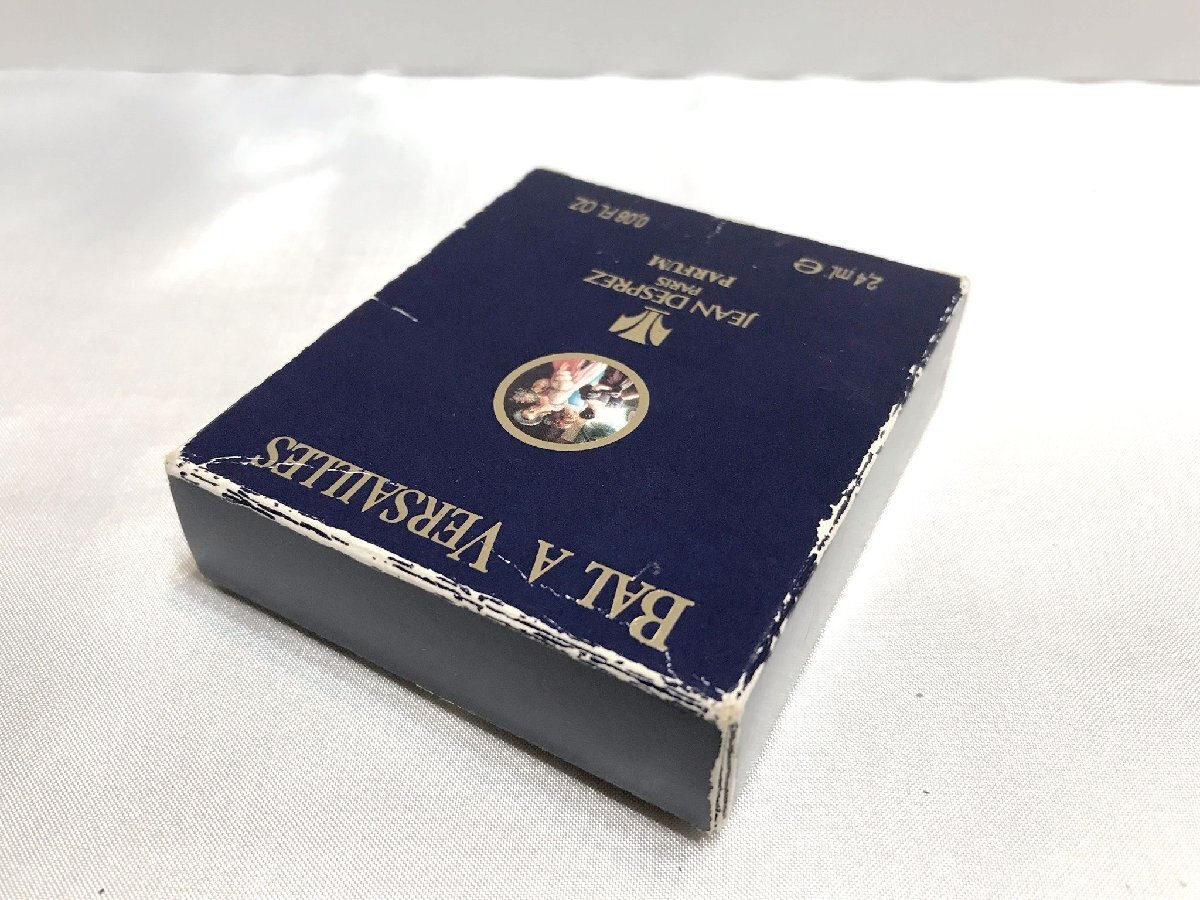 BAL A VERSAILLES
JEAN DESPREZ
PARIS
PARFUM
2,4 ml. ℮ 0,08 FL. OZ.